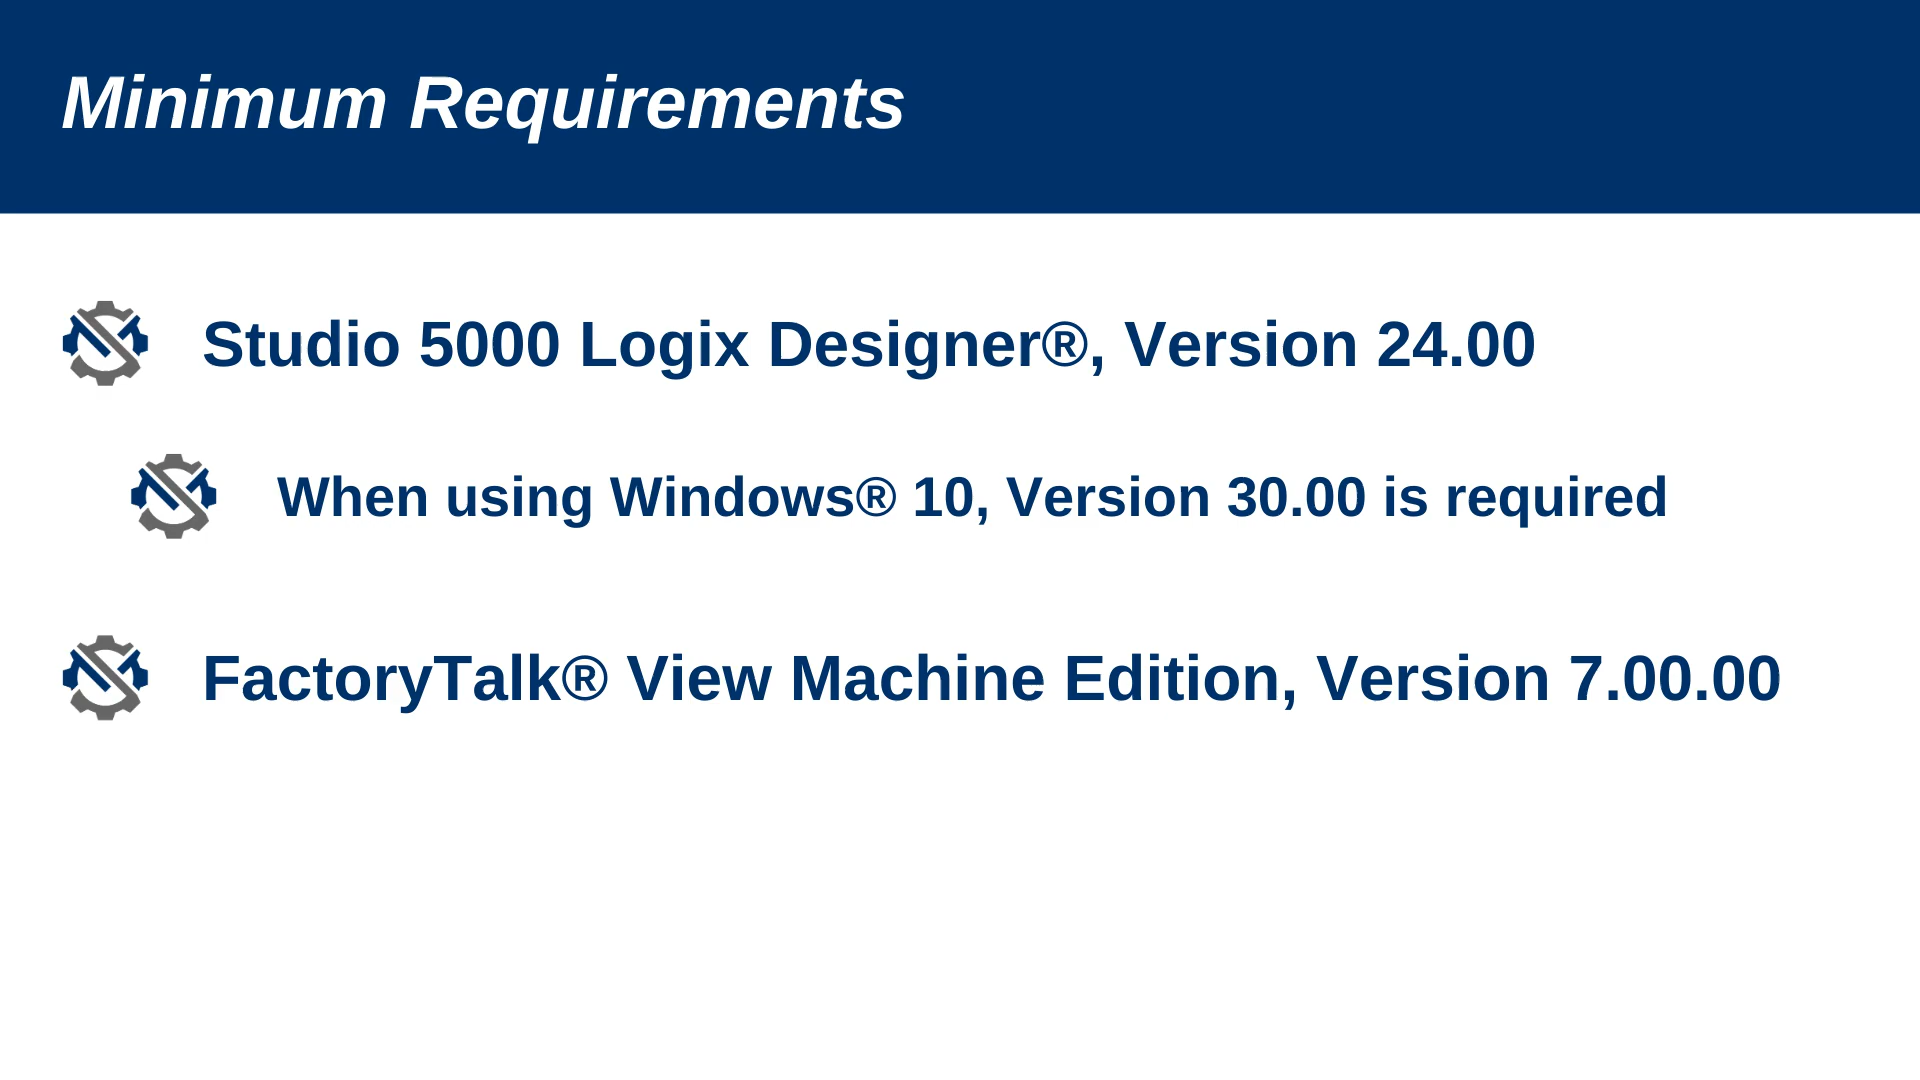 Minimum Requirements
Studio 5000 Logix Designer®, Version 24.00
When using Windows® 10, Version 30.00 is required
FactoryTalk® View Machine Edition, Version 7.00.00